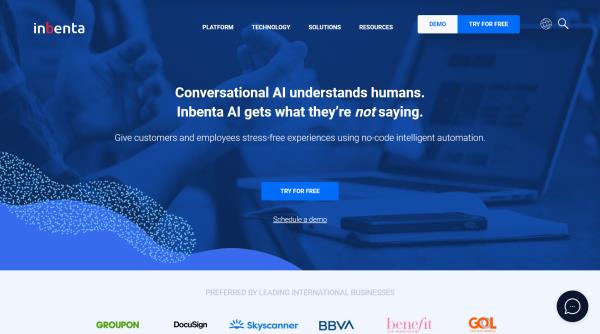 inbenta
PLATFORM TECHNOLOGY SOLUTIONS RESOURCES DEMO TRY FOR FREE
Conversational AI understands humans.
Inbenta AI gets what they're not saying.
Give customers and employees stress-free experiences using no-code intelligent automation.
TRY FOR FREE
Schedule a demo
PREFERRED BY LEADING INTERNATIONAL BUSINESSES
GROUPON DocuSign Skyscanner BBVA benefit GOL